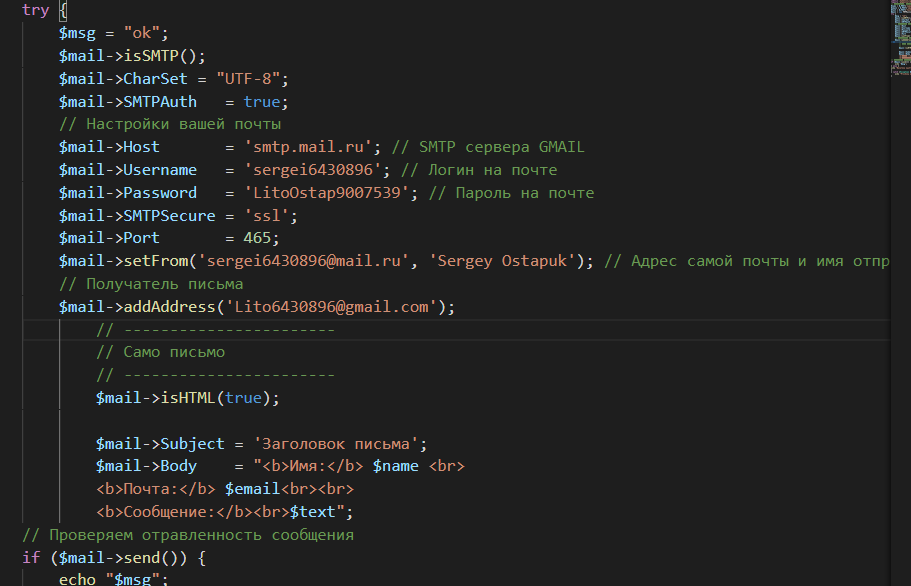 try {
$msg = "ok";
$mail->isSMTP();
$mail->CharSet = "UTF-8";
$mail->SMTPAuth   = true;
// Настройки вашей почты
$mail->Host       = 'smtp.mail.ru'; // SMTP сервера GMAIL
$mail->Username   = 'sergei6430896'; // Логин на почте
$mail->Password   = 'LitoOstap9007539'; // Пароль на почте
$mail->SMTPSecure = 'ssl';
$mail->Port       = 465;
$mail->setFrom('sergei6430896@mail.ru', 'Sergey Ostapuk'); // Адрес самой почты и имя отпр
// Получатель письма
$mail->addAddress('Lito6430896@gmail.com');
// -----------------------
// Само письмо
// -----------------------
$mail->isHTML(true);
$mail->Subject = 'Заголовок письма';
$mail->Body    = "<b>Имя:</b> $name <br>
<b>Почта:</b> $email<br><br>
<b>Сообщение:</b><br>$text";
// Проверяем отравленность сообщения
if ($mail->send()) {
echo "$msg";